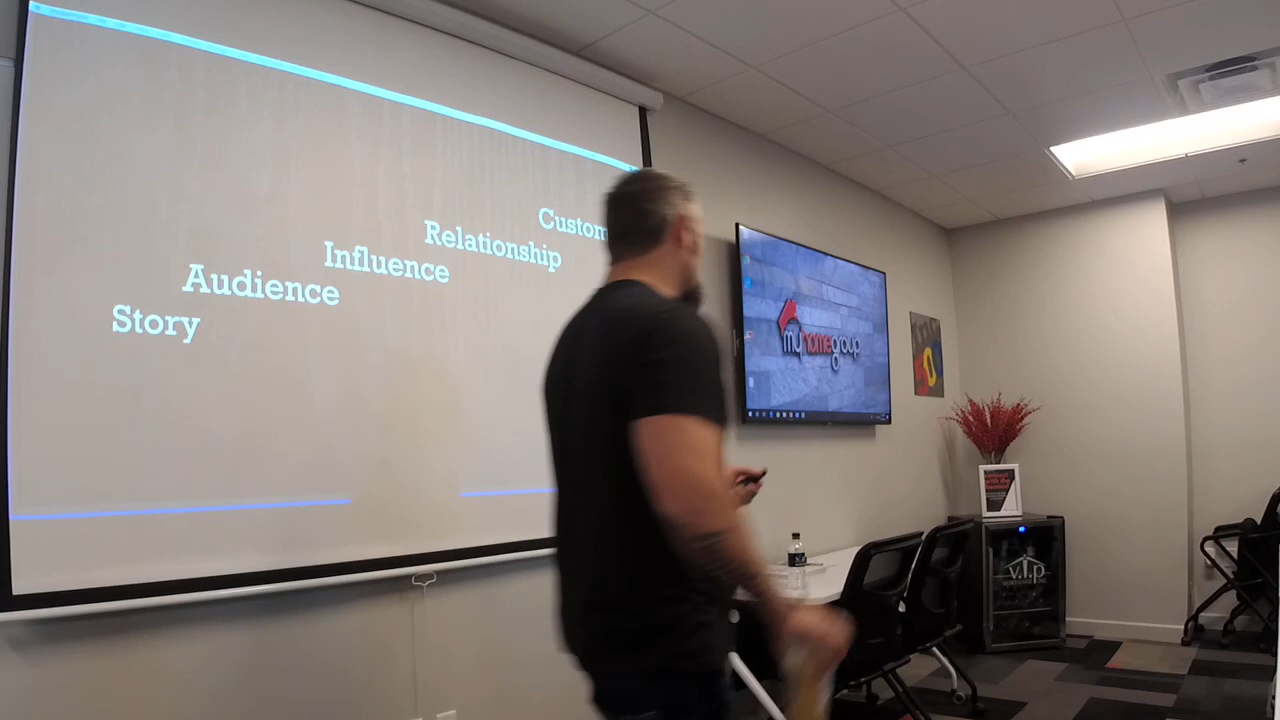 Custom
Relationship
Influence
Audience
Story
myhomegroup
v.i.p